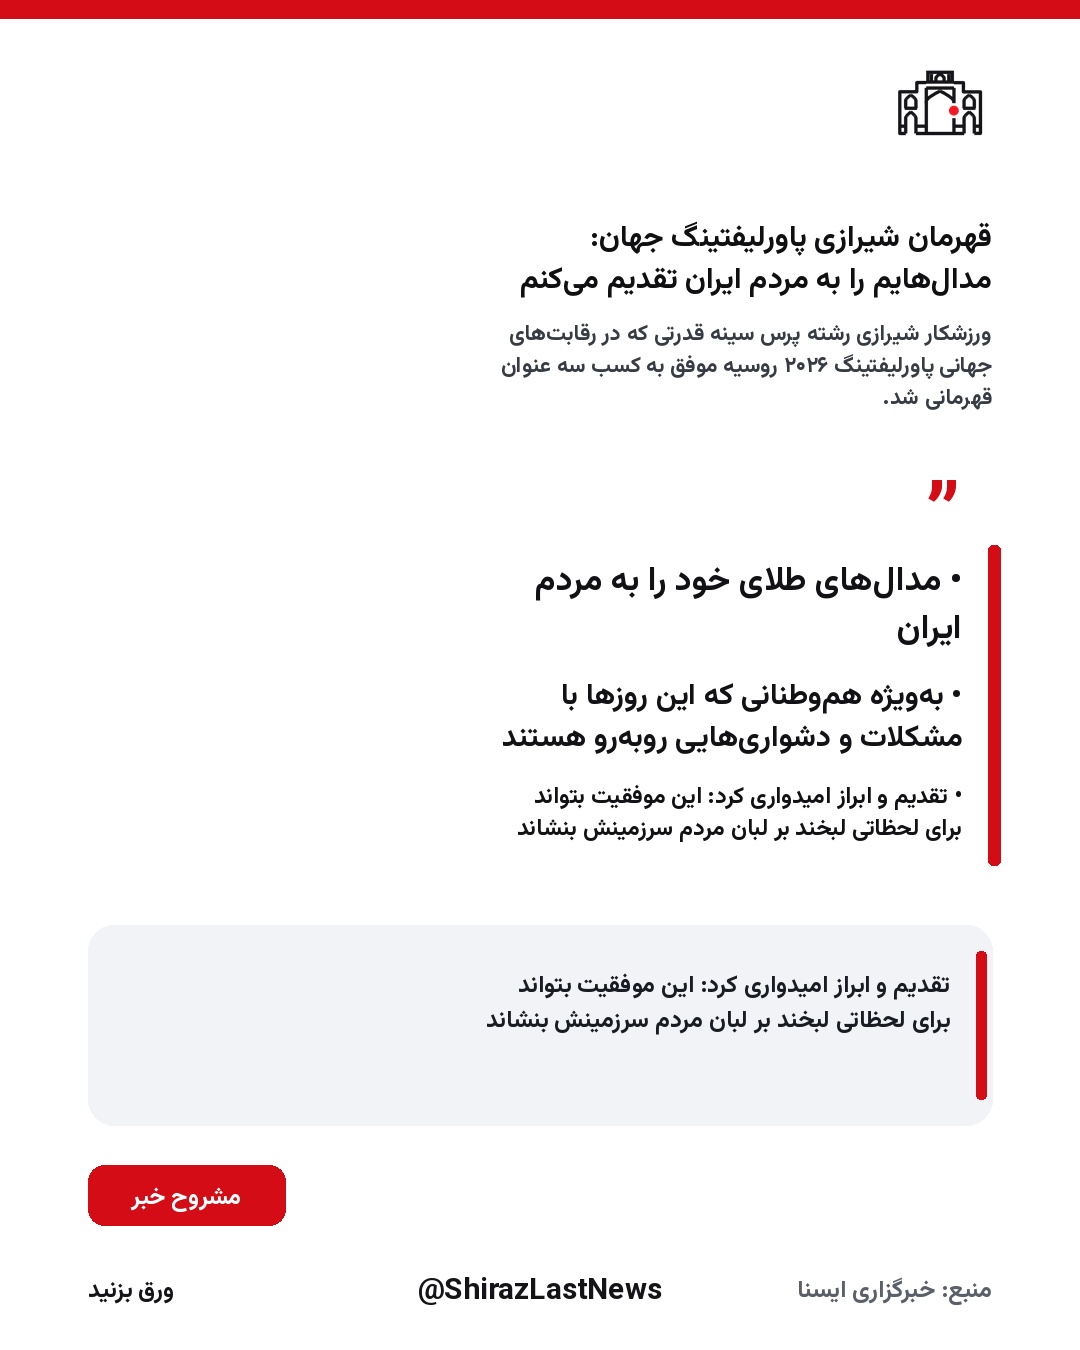 قهرمان شیرازی پاورلیفتینگ جهان:
مدال‌هایم را به مردم ایران تقدیم می‌کنم
ورزشکار شیرازی رشته پرس سینه قدرتی که در رقابت‌های
جهانی پاورلیفتینگ ۲۰۲۶ روسیه موفق به کسب سه عنوان
قهرمانی شد.
”
• مدال‌های طلای خود را به مردم
ایران
• به‌ویژه هم‌وطنانی که این روزها با
مشکلات و دشواری‌هایی روبه‌رو هستند
• تقدیم و ابراز امیدواری کرد: این موفقیت بتواند
برای لحظاتی لبخند بر لبان مردم سرزمینش بنشاند
تقدیم و ابراز امیدواری کرد: این موفقیت بتواند
برای لحظاتی لبخند بر لبان مردم سرزمینش بنشاند
مشروح خبر
منبع: خبرگزاری ایسنا
@ShirazLastNews
ورق بزنید